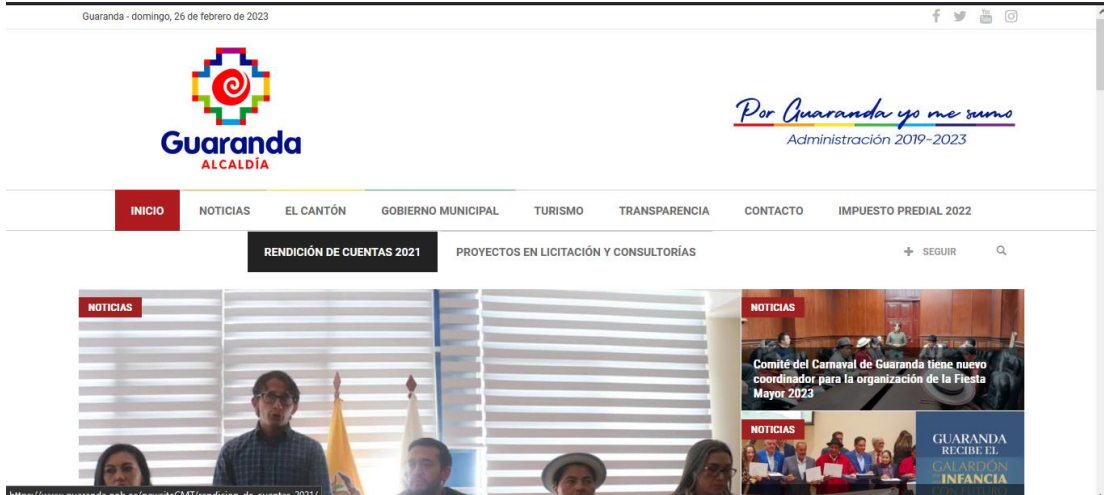 Guaranda - domingo, 26 de febrero de 2023
Guaranda
ALCALDÍA
Por Guaranda yo me sumo
Administración 2019-2023
INICIO NOTICIAS EL CANTÓN GOBIERNO MUNICIPAL TURISMO TRANSPARENCIA CONTACTO IMPUESTO PREDIAL 2022
RENDICIÓN DE CUENTAS 2021 PROYECTOS EN LICITACIÓN Y CONSULTORÍAS + SEGUIR
NOTICIAS
NOTICIAS
Comité del Carnaval de Guaranda tiene nuevo
coordinador para la organización de la Fiesta
Mayor 2023
NOTICIAS
GUARANDA
RECIBE EL
GALARDÓN
INFANCIA
CON FUTURO